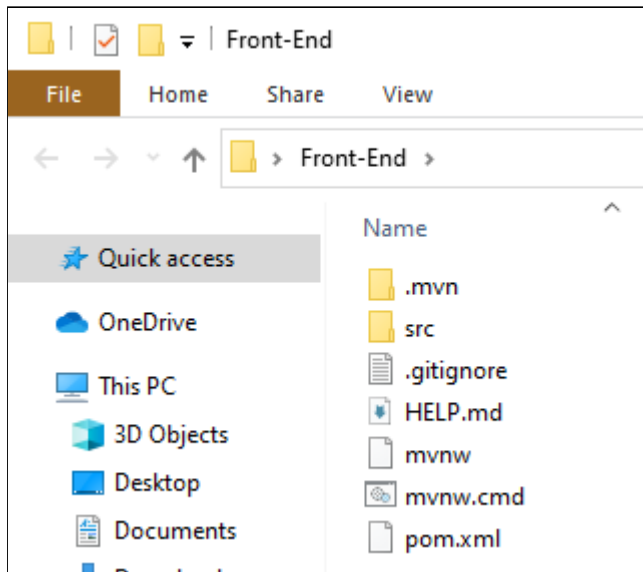 Front-End
File Home Share View
Front-End
Name
Quick access
OneDrive
This PC
3D Objects
Desktop
Documents
.mvn
src
.gitignore
HELP.md
mvnw
mvnw.cmd
pom.xml